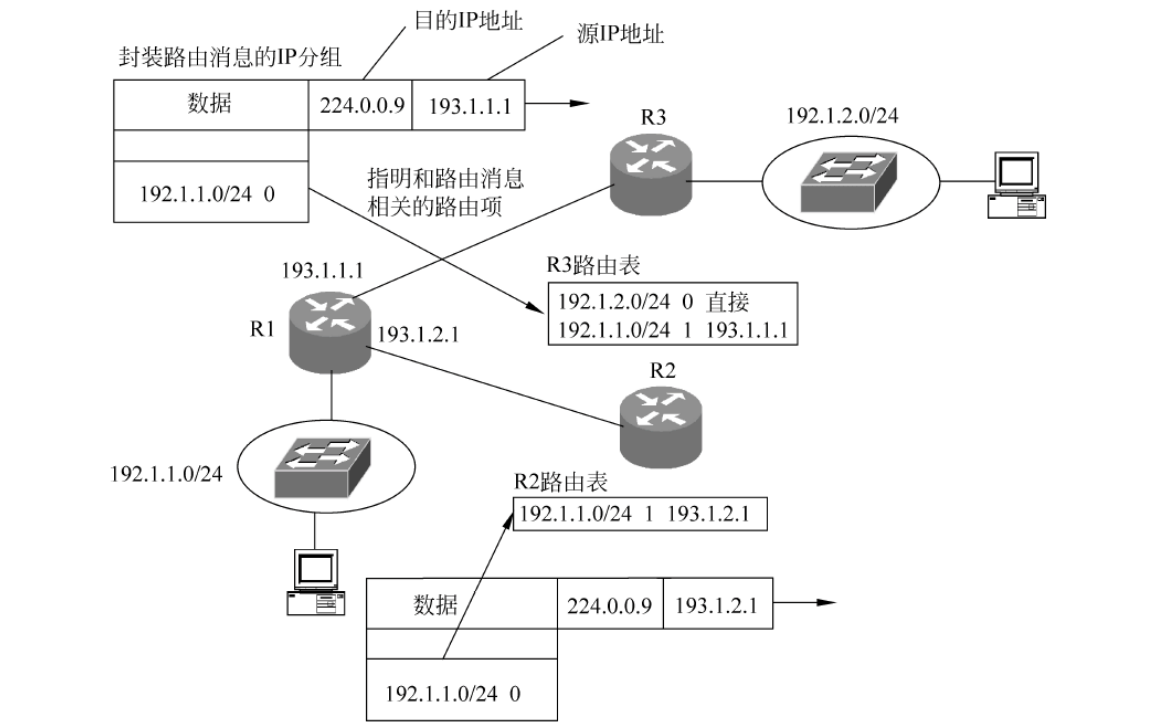 目的IP地址
源IP地址
封装路由消息的IP分组
数据 224.0.0.9 193.1.1.1
192.1.1.0/24 0
指明和路由消息
相关的路由项
R3
192.1.2.0/24
R3路由表
192.1.2.0/24 0 直接
192.1.1.0/24 1 193.1.1.1
193.1.1.1
R1
193.1.2.1
R2
192.1.1.0/24
R2路由表
192.1.1.0/24 1 193.1.2.1
数据 224.0.0.9 193.1.2.1
192.1.1.0/24 0